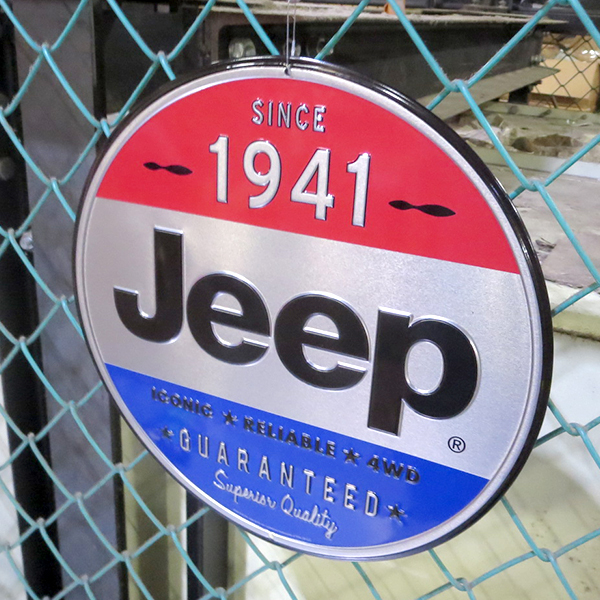 SINCE
1941
Jeep®
ICONIC ★ RELIABLE ★ 4WD
★ GUARANTEED ★
Superior Quality